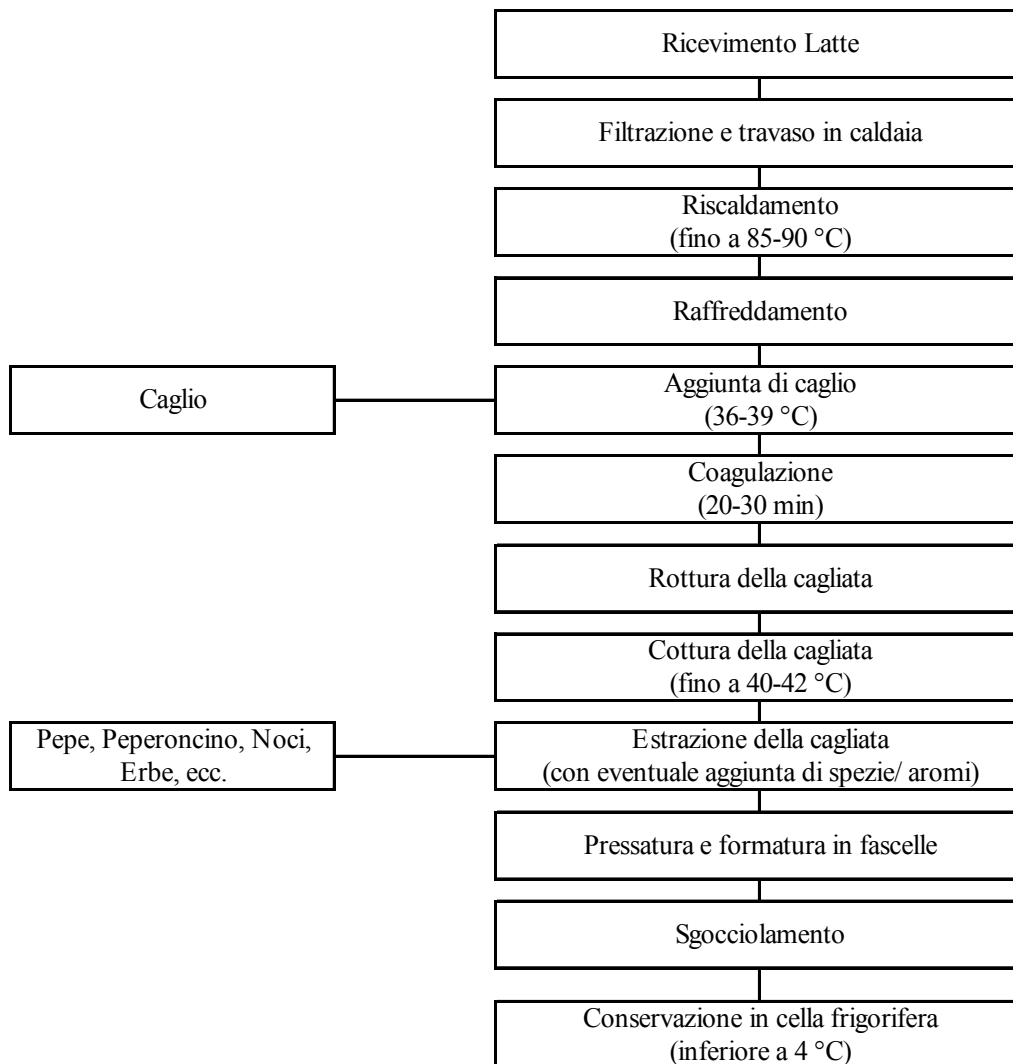 Ricevimento Latte
Filtrazione e travaso in caldaia
Riscaldamento
(fino a 85-90 °C)
Raffreddamento
Caglio
Aggiunta di caglio
(36-39 °C)
Coagulazione
(20-30 min)
Rottura della cagliata
Cottura della cagliata
(fino a 40-42 °C)
Pepe, Peperoncino, Noci,
Erbe, ecc.
Estrazione della cagliata
(con eventuale aggiunta di spezie/ aromi)
Pressatura e formatura in fascelle
Sgocciolamento
Conservazione in cella frigorifera
(inferiore a 4 °C)